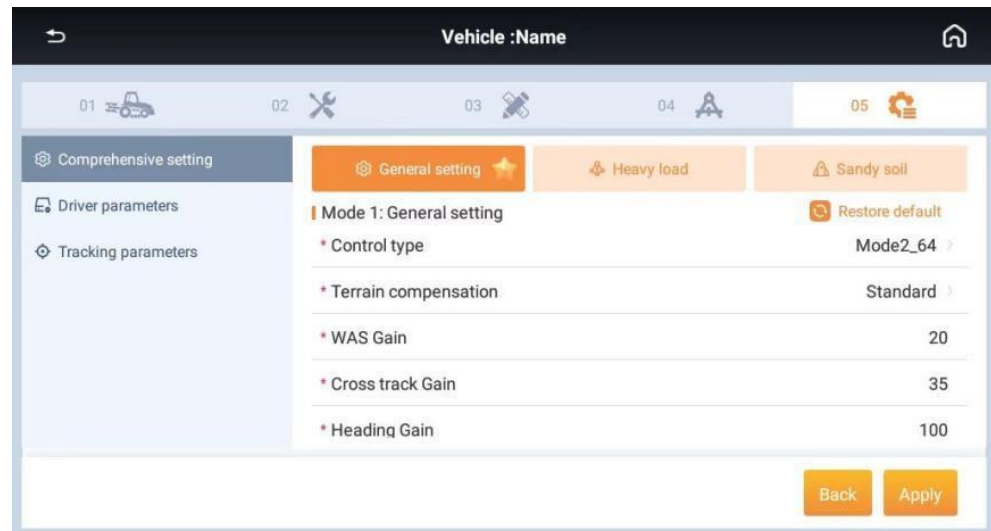 Vehicle :Name
01
02
03
04
05
Comprehensive setting
Driver parameters
Tracking parameters
General setting
Heavy load
Sandy soil
Mode 1: General setting
Restore default
* Control type
Mode2_64
* Terrain compensation
Standard
* WAS Gain
20
* Cross track Gain
35
* Heading Gain
100
Back
Apply